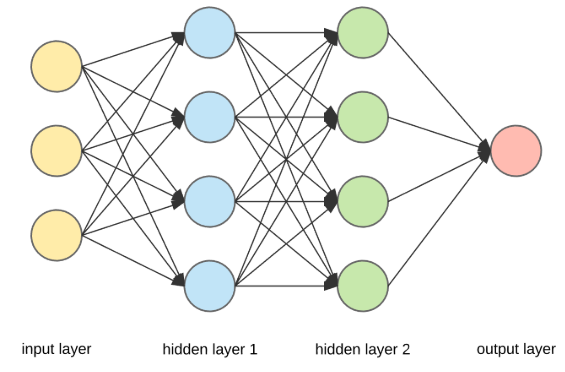 input layer
hidden layer 1
hidden layer 2
output layer